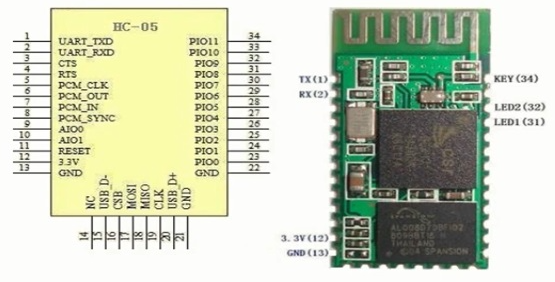 HC-05
1 UART_TXD PIO11 34
2 UART_RXD PIO10 33
3 CTS PIO9 32
4 RTS PIO8 31
5 PCM_CLK PIO7 30
6 PCM_OUT PIO6 29
7 PCM_IN PIO5 28
8 PCM_SYNC PIO4 27
9 AIO0 PIO3 26
10 AIO1 PIO2 25
11 RESET PIO1 24
12 3.3V PIO0 23
13 GND GND 22
NC USB_D- CSB MOSI MISO CLK USB_D+ GND
14 15 16 17 18 19 20 21
TX(1)
RX(2)
3.3V(12)
GND(13)
KEY(34)
LED2(32)
LED1(31)
THAILAND
SPANSION